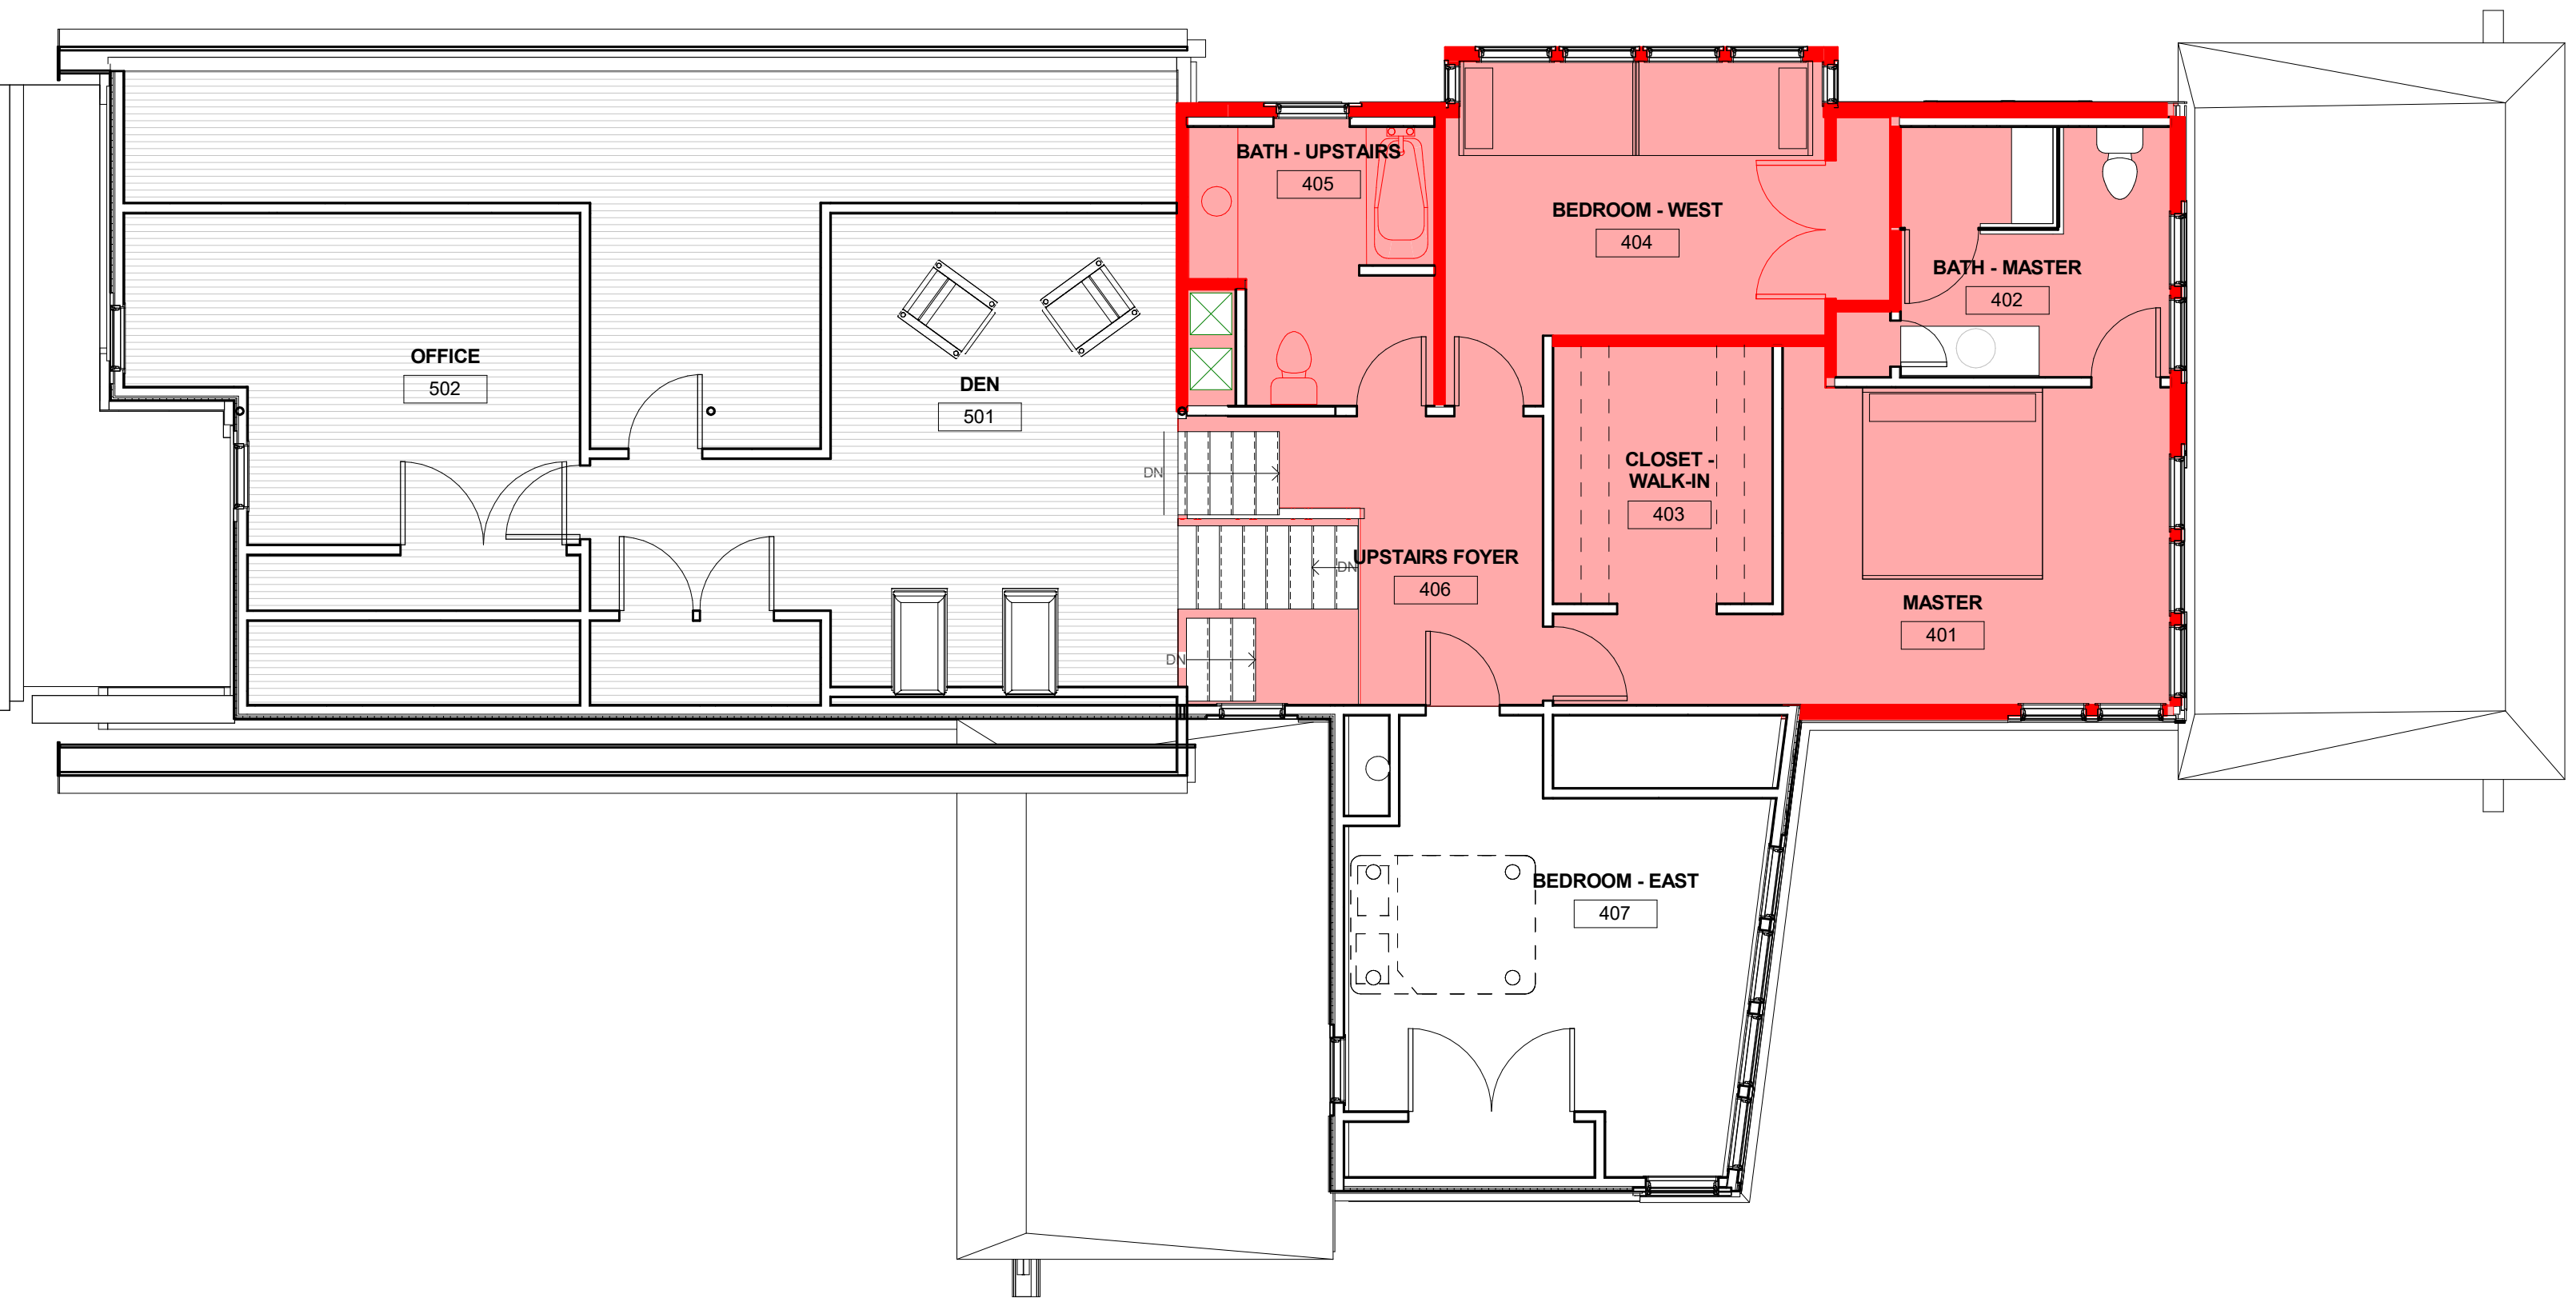 BATH - UPSTAIRS
405
BEDROOM - WEST
404
BATH - MASTER
402
OFFICE
502
DEN
501
DN
CLOSET -
WALK-IN
403
UPSTAIRS FOYER
DN
406
MASTER
401
DN
BEDROOM - EAST
407